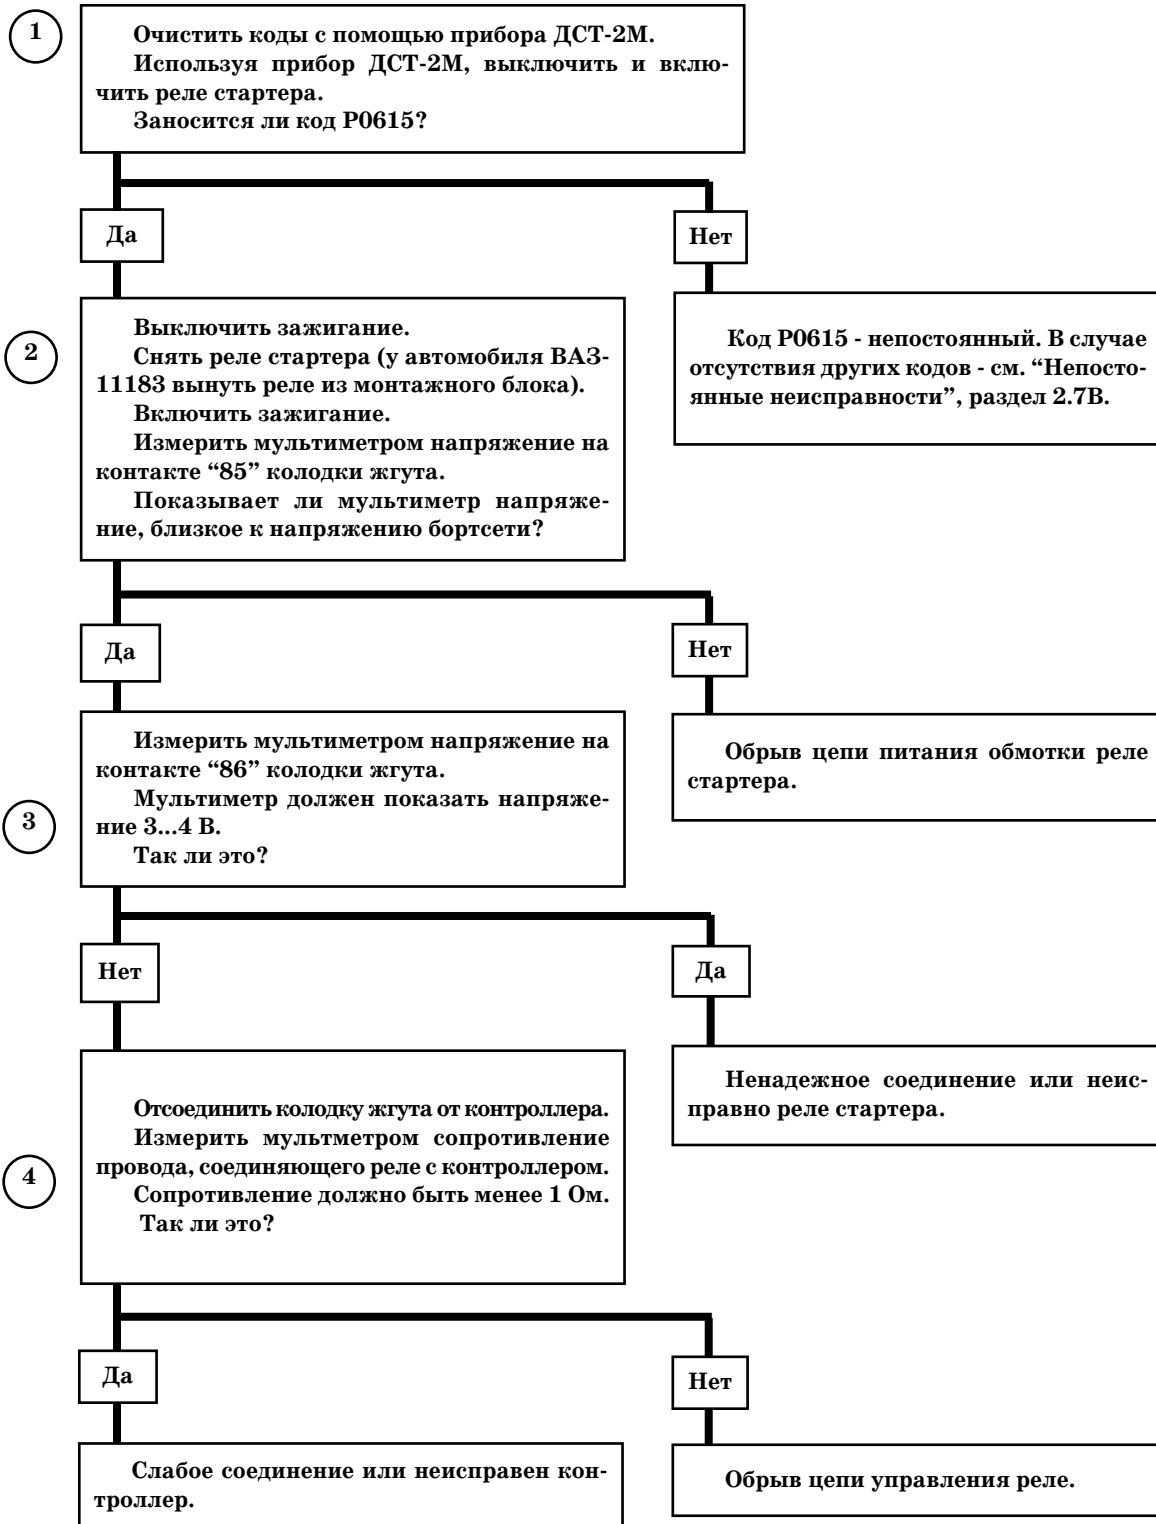 1
Очистить коды с помощью прибора ДСТ-2М.
Используя прибор ДСТ-2М, выключить и вклю-
чить реле стартера.
Заносится ли код Р0615?
Да
Нет
2
Выключить зажигание.
Снять реле стартера (у автомобиля ВАЗ-
11183 вынуть реле из монтажного блока).
Включить зажигание.
Измерить мультиметром напряжение на
контакте “85” колодки жгута.
Показывает ли мультиметр напряже-
ние, близкое к напряжению бортсети?
Код Р0615 - непостоянный. В случае
отсутствия других кодов - см. “Непосто-
янные неисправности”, раздел 2.7В.
Да
Нет
3
Измерить мультиметром напряжение на
контакте “86” колодки жгута.
Мультиметр должен показать напряже-
ние 3...4 В.
Так ли это?
Обрыв цепи питания обмотки реле
стартера.
Нет
Да
4
Отсоединить колодку жгута от контроллера.
Измерить мультметром сопротивление
провода, соединяющего реле с контроллером.
Сопротивление должно быть менее 1 Ом.
Так ли это?
Ненадежное соединение или неис-
правно реле стартера.
Да
Нет
Слабое соединение или неисправен кон-
троллер.
Обрыв цепи управления реле.